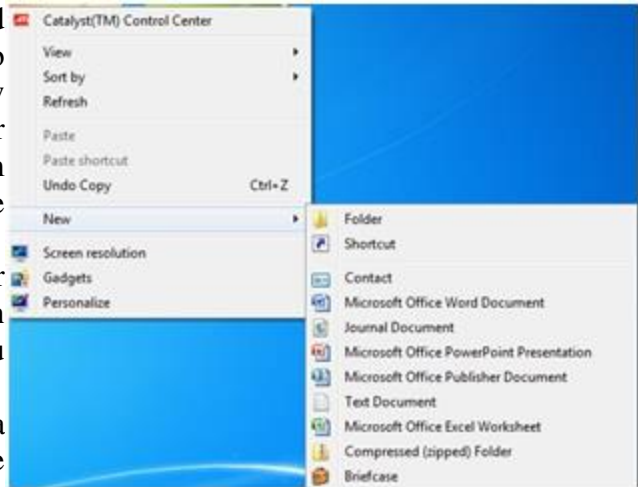 Catalyst(TM) Control Center
View
Sort by
Refresh
Paste
Paste shortcut
Undo Copy Ctrl+Z
New
Screen resolution
Gadgets
Personalize
Folder
Shortcut
Contact
Microsoft Office Word Document
Journal Document
Microsoft Office PowerPoint Presentation
Microsoft Office Publisher Document
Text Document
Microsoft Office Excel Worksheet
Compressed (zipped) Folder
Briefcase